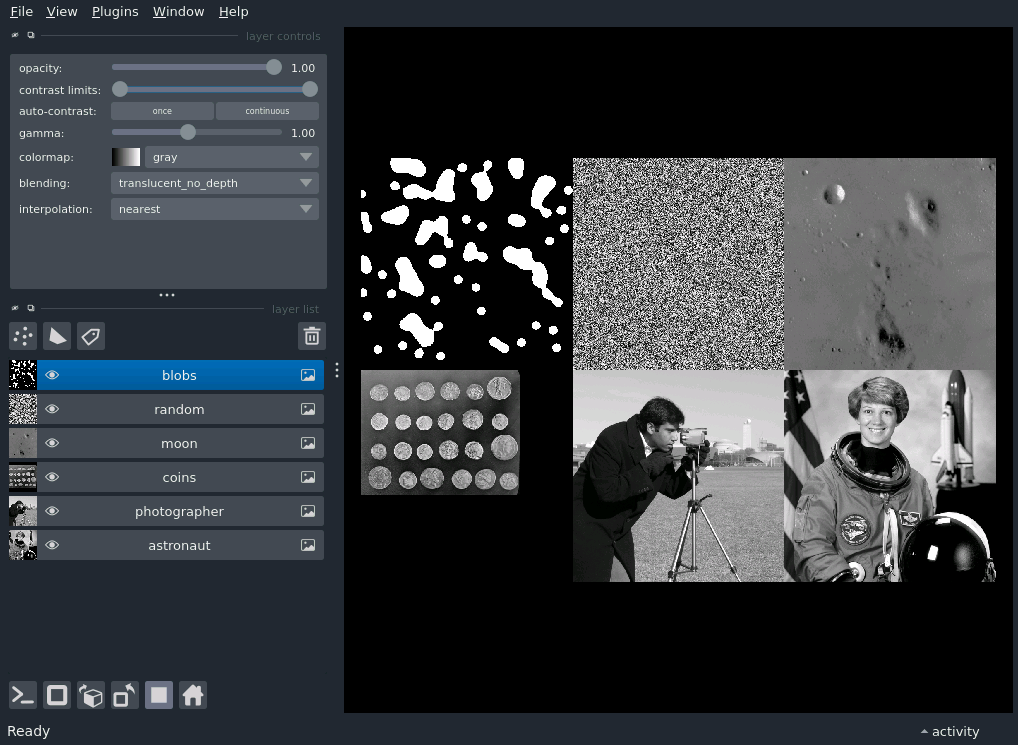 File View Plugins Window Help
layer controls
opacity: 1.00
contrast limits:
auto-contrast: once continuous
gamma: 1.00
colormap: gray
blending: translucent_no_depth
interpolation: nearest
layer list
blobs
random
moon
coins
photographer
astronaut
Ready activity